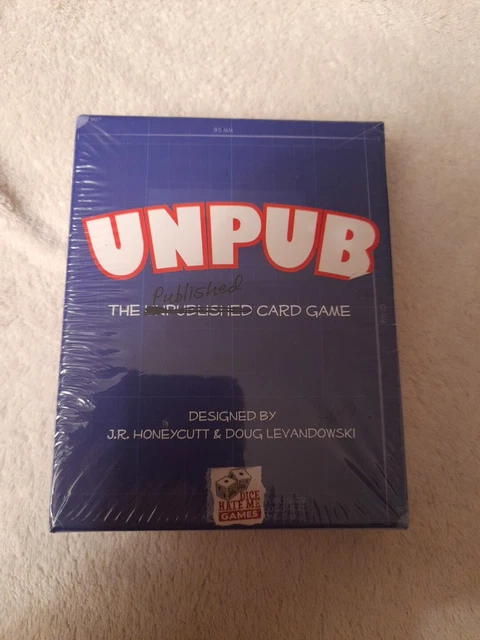 95 MM
UNPUB
Published
THE UNPUBLISHED CARD GAME
DESIGNED BY
J.R. HONEYCUTT & DOUG LEVANDOWSKI
DICE
HATE ME
GAMES